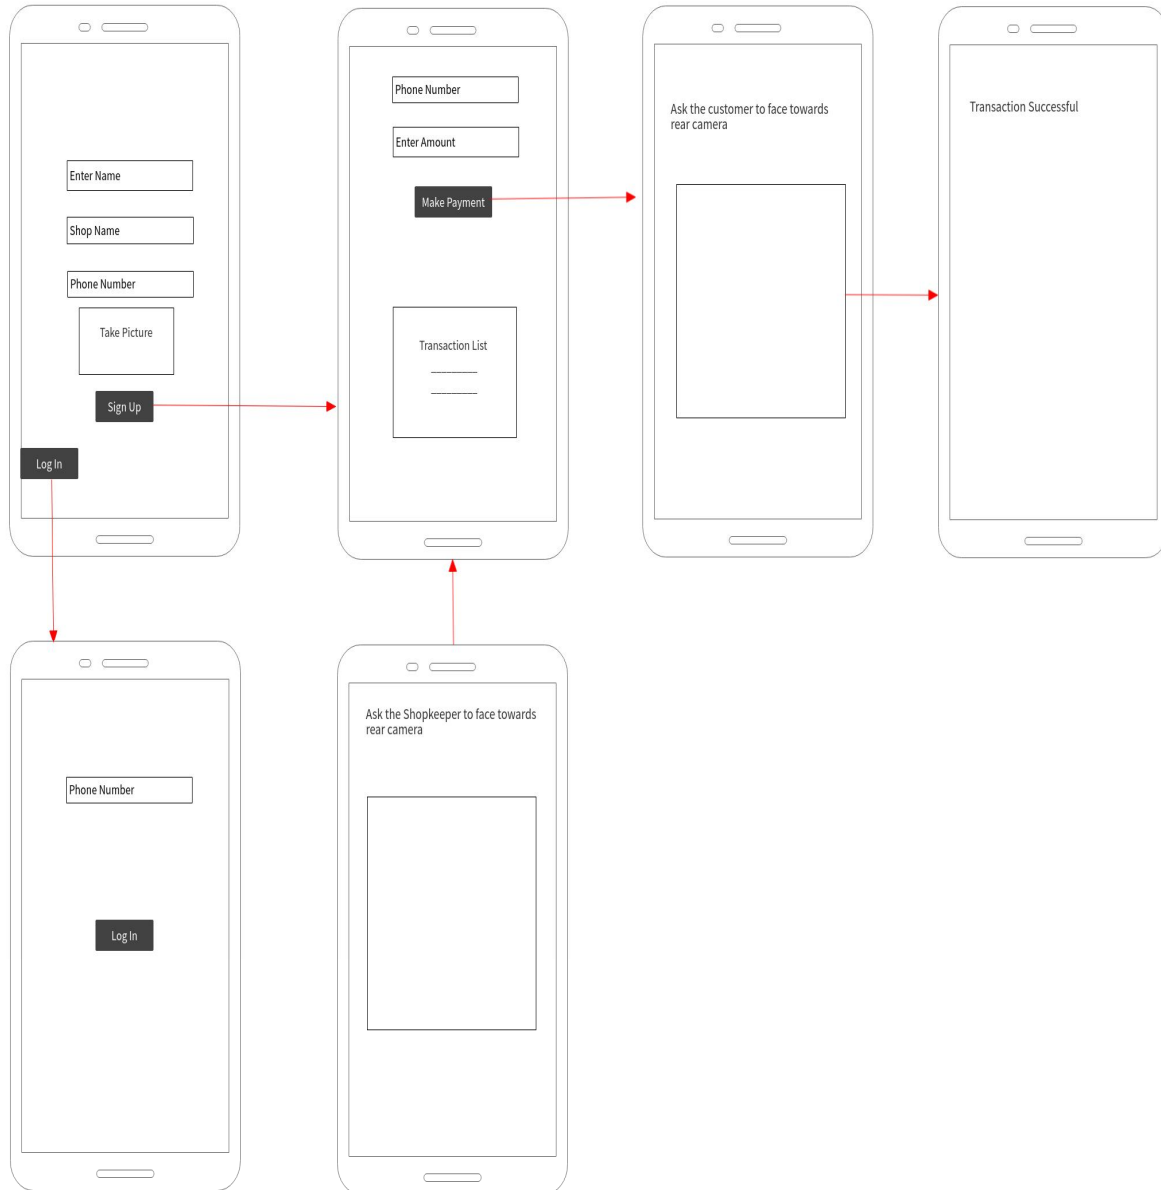 Enter Name
Shop Name
Phone Number
Take Picture
Sign Up
Log In
Phone Number
Enter Amount
Make Payment
Transaction List
Ask the customer to face towards
rear camera
Transaction Successful
Phone Number
Log In
Ask the Shopkeeper to face towards
rear camera